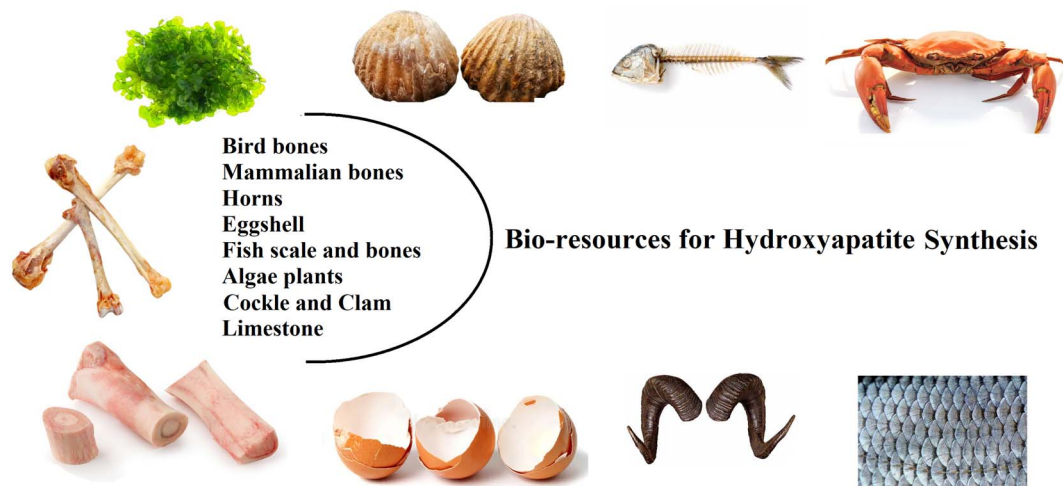 Bird bones
Mammalian bones
Horns
Eggshell
Fish scale and bones
Algae plants
Cockle and Clam
Limestone
Bio-resources for Hydroxyapatite Synthesis